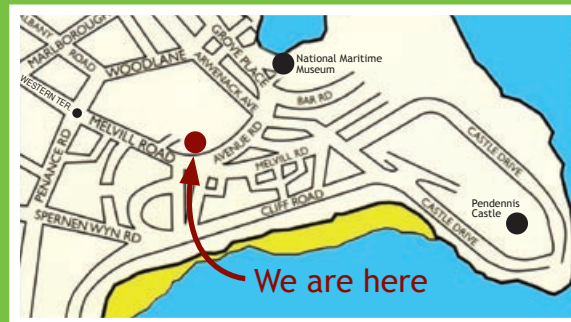 ALBANY
MARLBOROUGH
ROAD
WOODLANE
GROVE PLACE
ARWENACK AVE
National Maritime
Museum
WESTERN TER
BAR RD
MELVILL ROAD
AVENUE RD
MELVILL RD
CASTLE DRIVE
PENANCE RD
CLIFF ROAD
Pendennis
Castle
SPERNEN WYN RD
CASTLE DRIVE
We are here